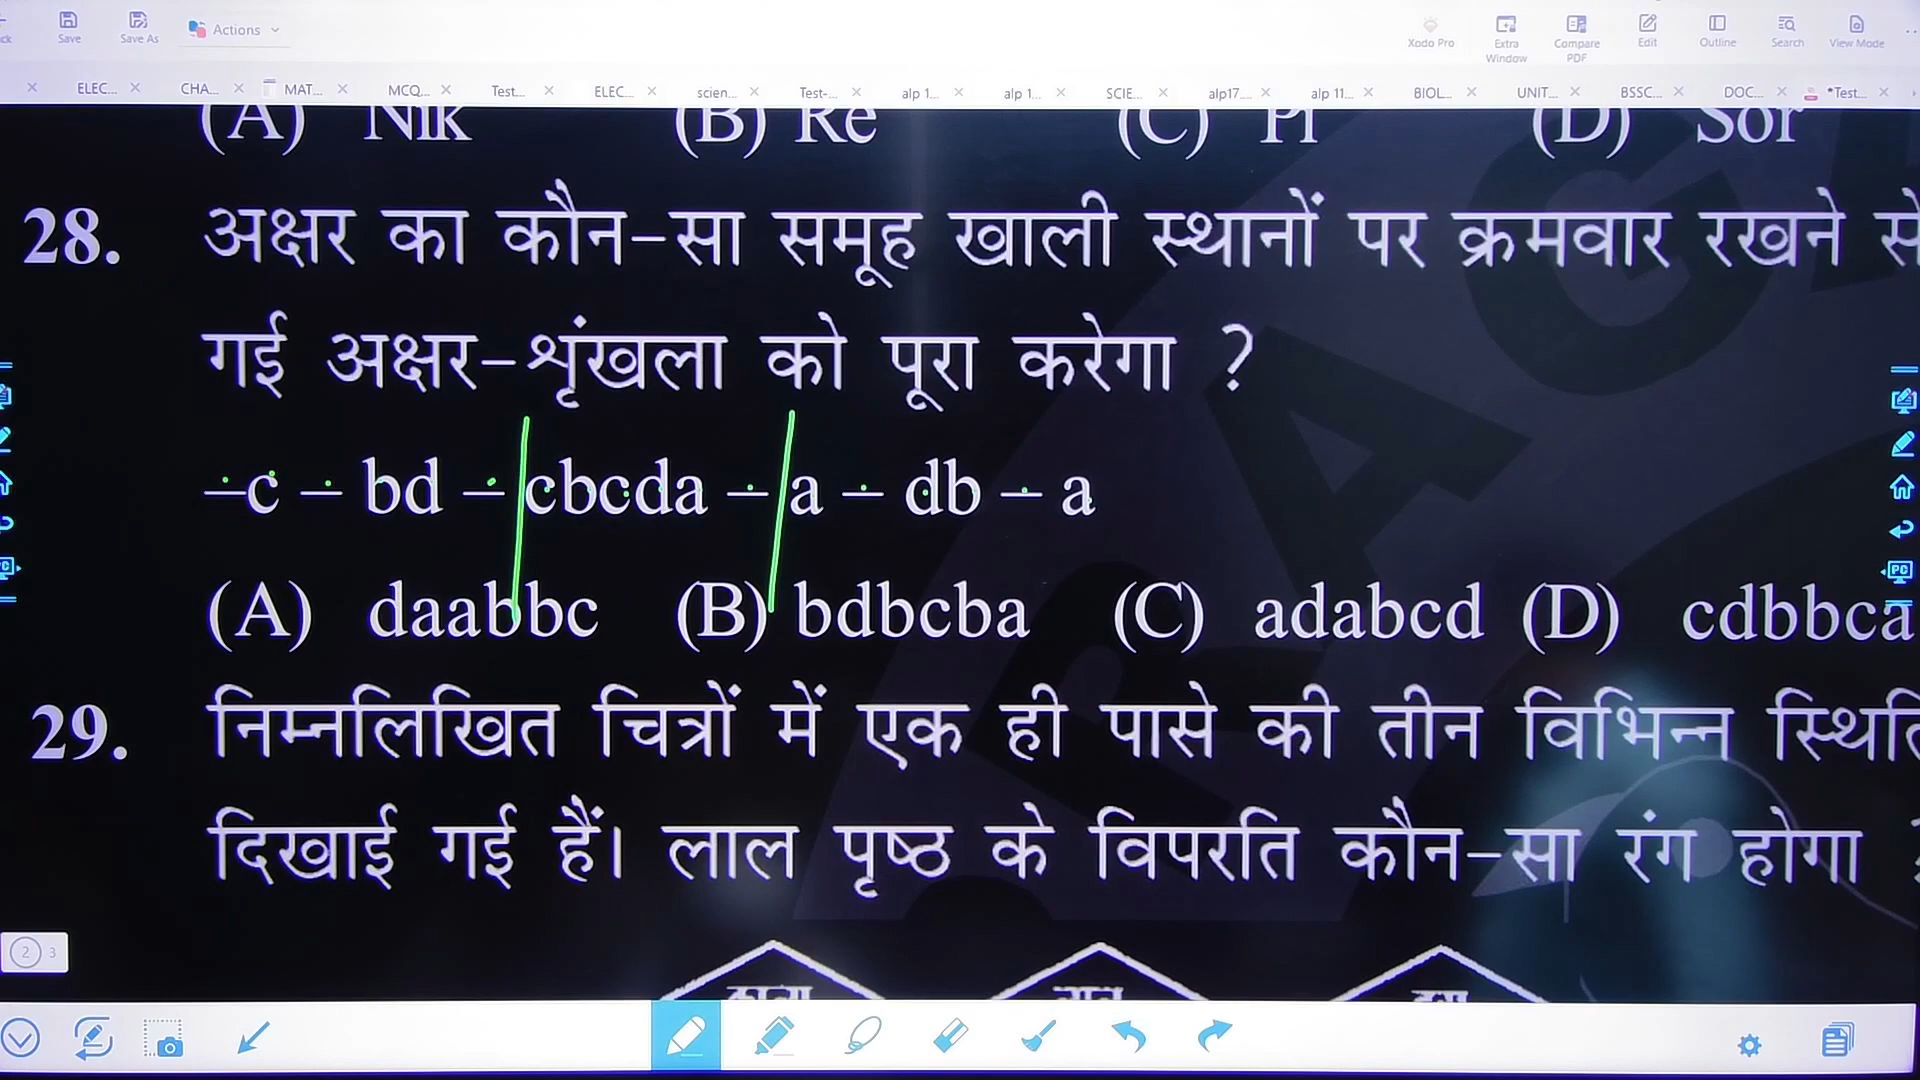 Save Save As Actions Xodo Pro Extra Window Compare PDF Edit Outline Search View Mode
ELEC... CHA... MAT... MCQ... Test... ELEC... scien... Test-... alp 1... alp 1... SCIE... alp17.... alp 11... BIOL... UNIT... BSSC... DOC... *Test...
(A) Nik (B) Re (C) Pi (D) Sor
28. अक्षर का कौन-सा समूह खाली स्थानों पर क्रमवार रखने से
गई अक्षर-शृंखला को पूरा करेगा ?
–c – bd – cbcda – a – db – a
(A) daabbc (B) bdbcba (C) adabcd (D) cdbbca
29. निम्नलिखित चित्रों में एक ही पासे की तीन विभिन्न
दिखाई गई हैं। लाल पृष्ठ के विपरति कौन-सा रंग होगा
2 3